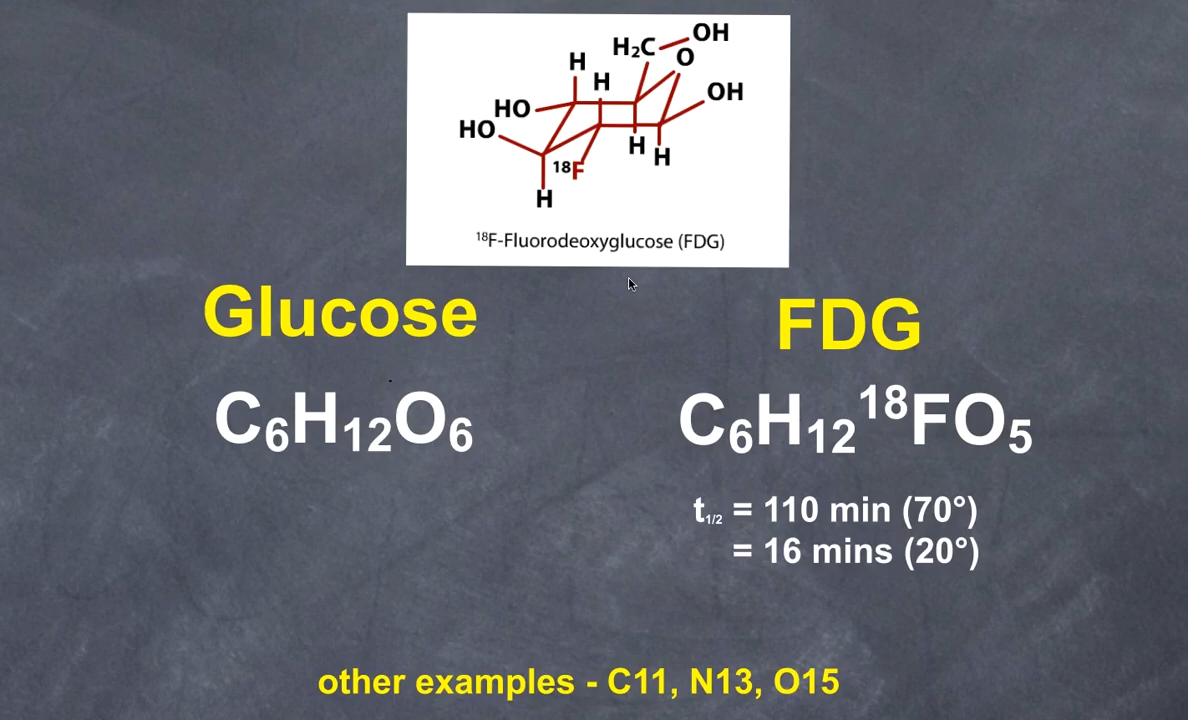 H₂C OH
O
H
H
OH
HO
HO
H
H
¹⁸F
H
¹⁸F-Fluorodeoxyglucose (FDG)
Glucose
FDG
C₆H₁₂O₆
C₆H₁₂¹⁸FO₅
t₁/₂ = 110 min (70°)
= 16 mins (20°)
other examples - C11, N13, O15